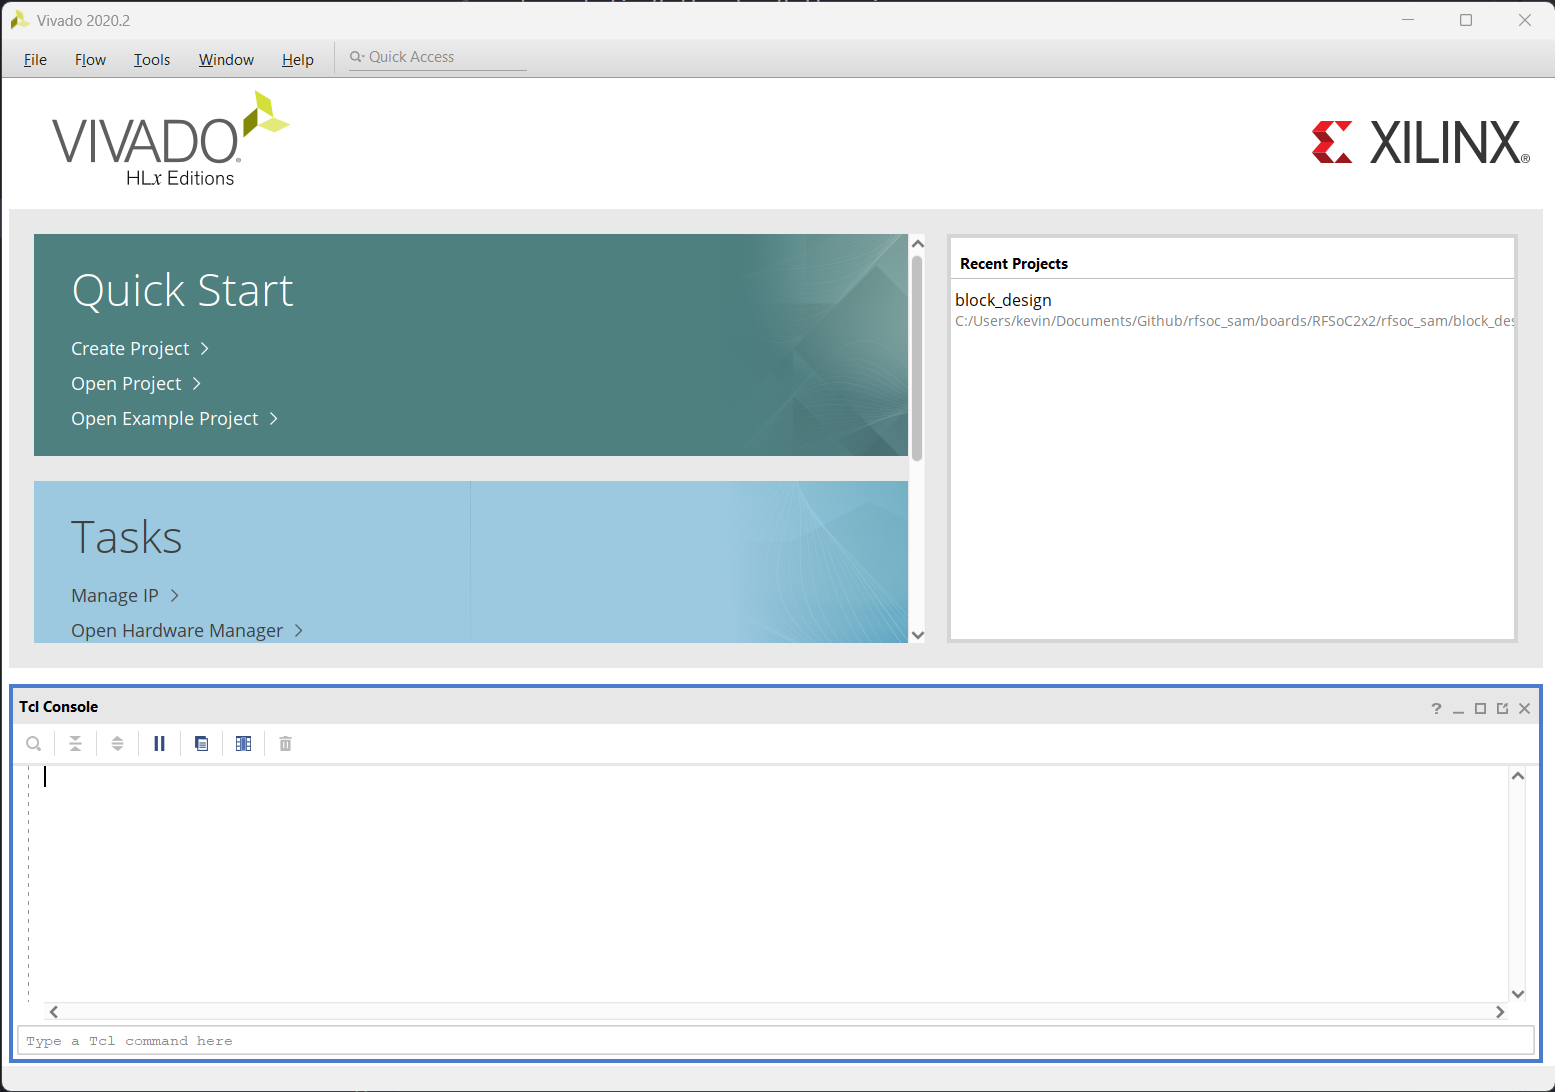 Vivado 2020.2
File Flow Tools Window Help Quick Access
VIVADO®
HLx Editions
XILINX®
Quick Start
Create Project
Open Project
Open Example Project
Tasks
Manage IP
Open Hardware Manager
Recent Projects
block_design
C:/Users/kevin/Documents/Github/rfsoc_sam/boards/RFSoC2x2/rfsoc_sam/block_des
Tcl Console
Type a Tcl command here